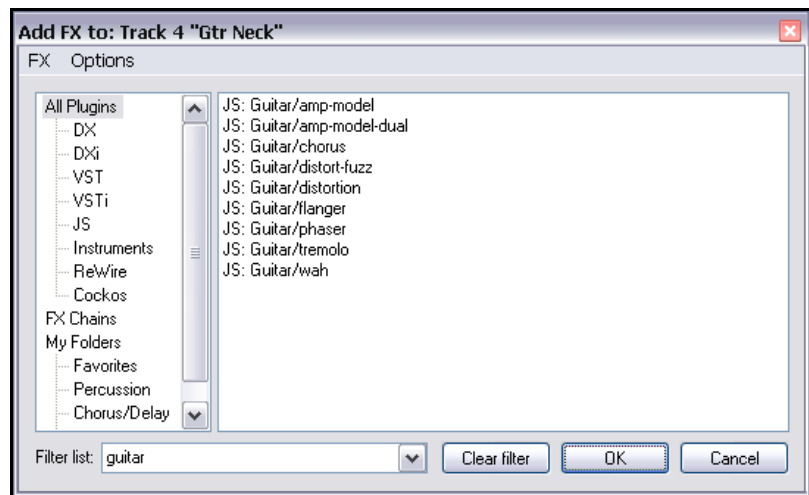 Add FX to: Track 4 "Gtr Neck"
FX Options
All Plugins
DX
DXi
VST
VSTi
JS
Instruments
ReWire
Cockos
FX Chains
My Folders
Favorites
Percussion
Chorus/Delay
JS: Guitar/amp-model
JS: Guitar/amp-model-dual
JS: Guitar/chorus
JS: Guitar/distort-fuzz
JS: Guitar/distortion
JS: Guitar/flanger
JS: Guitar/phaser
JS: Guitar/tremolo
JS: Guitar/wah
Filter list: guitar Clear filter OK Cancel